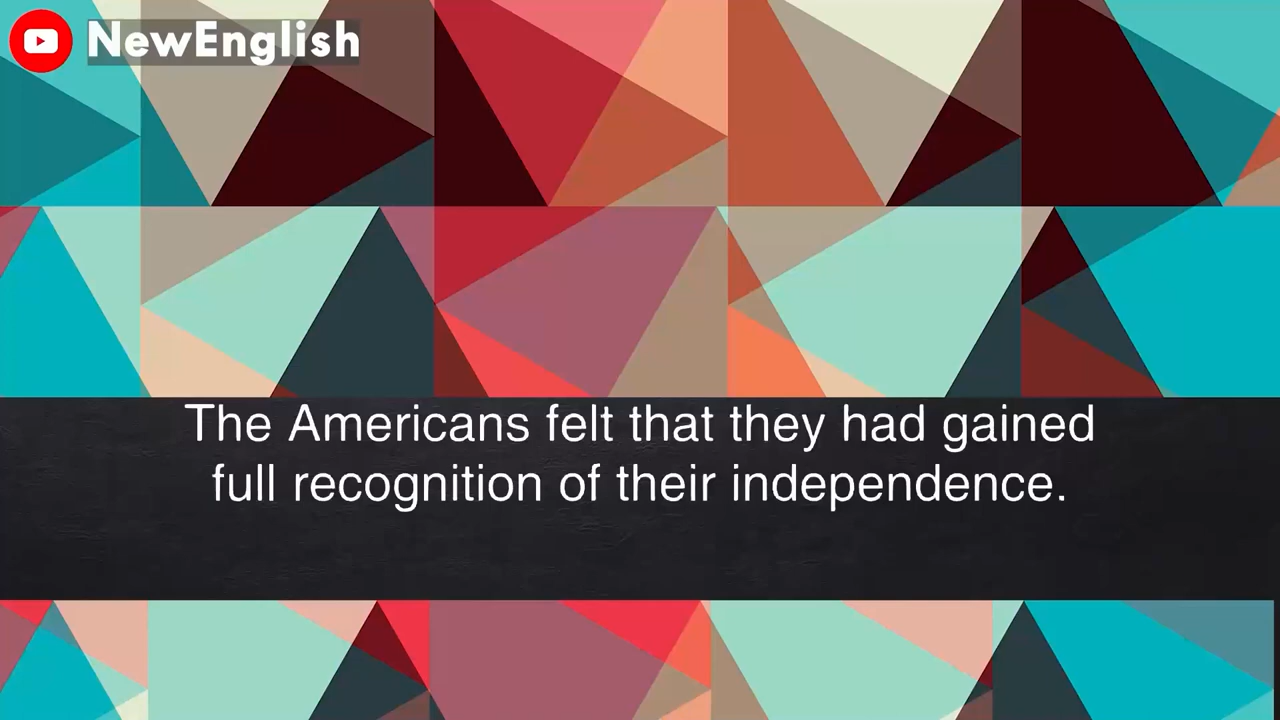 NewEnglish
The Americans felt that they had gained
full recognition of their independence.